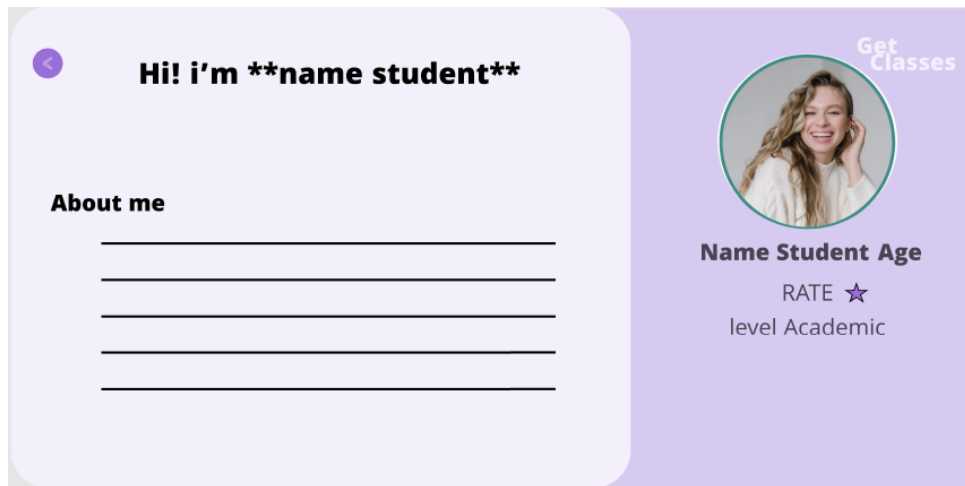 Hi! i’m **name student**
About me
Get
Classes
Name Student Age
RATE
level Academic